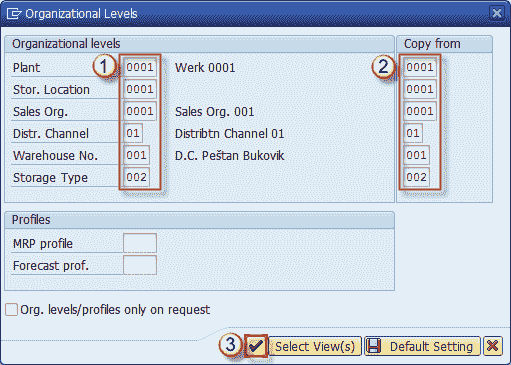 Organizational Levels
Organizational levels Copy from
Plant 1 0001 Werk 0001 2 0001
Stor. Location 0001 0001
Sales Org. 0001 Sales Org. 001 0001
Distr. Channel 01 Distribtn Channel 01 01
Warehouse No. 001 D.C. Peštan Bukovik 001
Storage Type 002 002
Profiles
MRP profile
Forecast prof.
Org. levels/profiles only on request
3 Select View(s) Default Setting